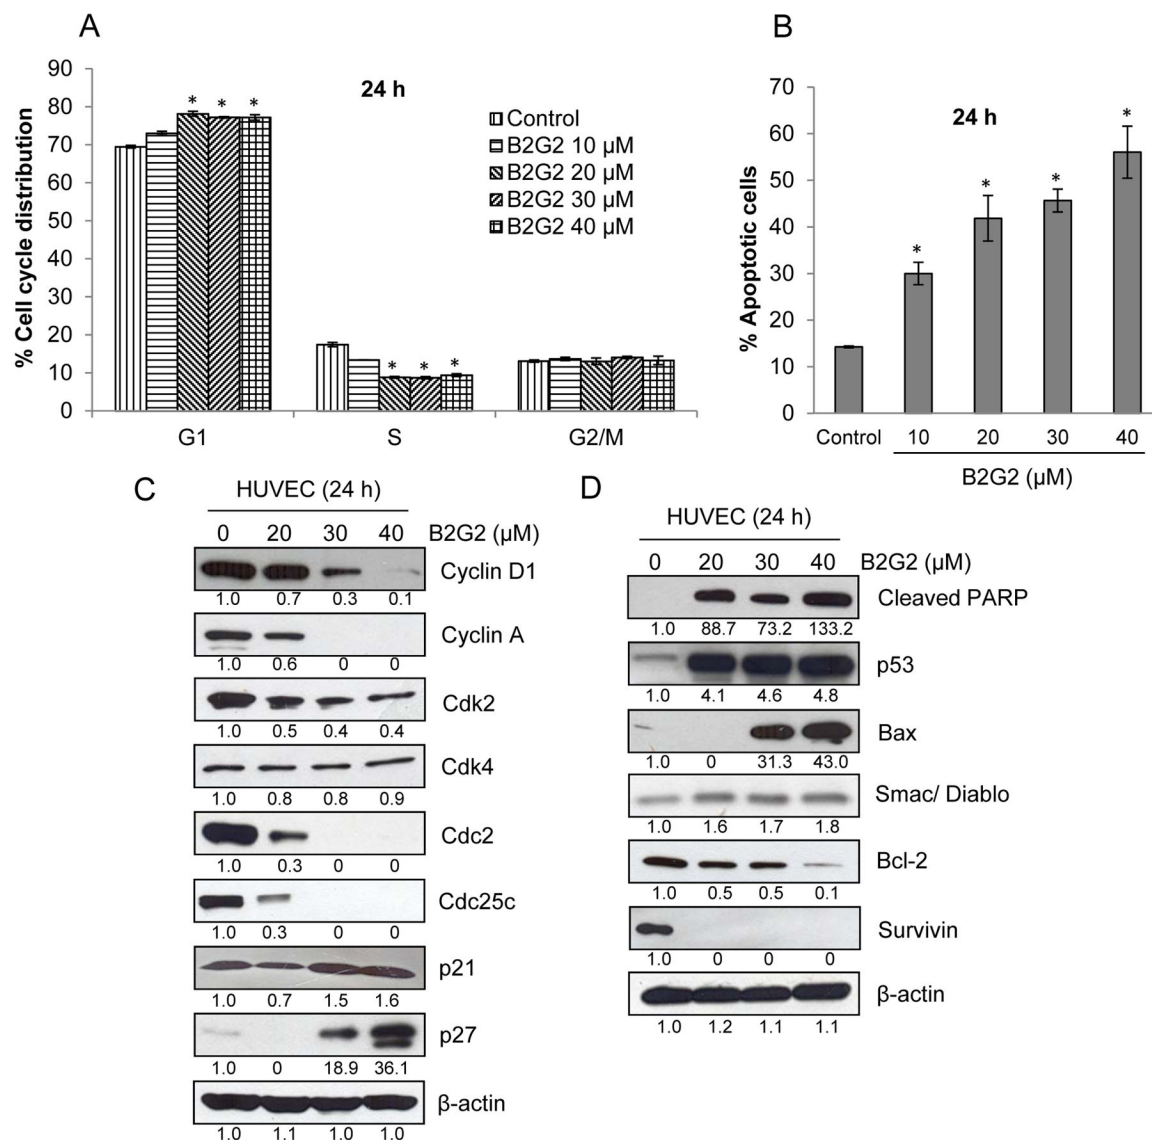 A
% Cell cycle distribution
90
80
70
60
50
40
30
20
10
0
24 h
* * *
* * *
Control
B2G2 10 µM
B2G2 20 µM
B2G2 30 µM
B2G2 40 µM
G1 S G2/M
B
% Apoptotic cells
70
60
50
40
30
20
10
0
24 h
* * * *
Control 10 20 30 40
B2G2 (µM)
C
HUVEC (24 h)
0 20 30 40 B2G2 (µM)
Cyclin D1
1.0 0.7 0.3 0.1
Cyclin A
1.0 0.6 0 0
Cdk2
1.0 0.5 0.4 0.4
Cdk4
1.0 0.8 0.8 0.9
Cdc2
1.0 0.3 0 0
Cdc25c
1.0 0.3 0 0
p21
1.0 0.7 1.5 1.6
p27
1.0 0 18.9 36.1
β-actin
1.0 1.1 1.0 1.0
D
HUVEC (24 h)
0 20 30 40 B2G2 (µM)
Cleaved PARP
1.0 88.7 73.2 133.2
p53
1.0 4.1 4.6 4.8
Bax
1.0 0 31.3 43.0
Smac/ Diablo
1.0 1.6 1.7 1.8
Bcl-2
1.0 0.5 0.5 0.1
Survivin
1.0 0 0 0
β-actin
1.0 1.2 1.1 1.1